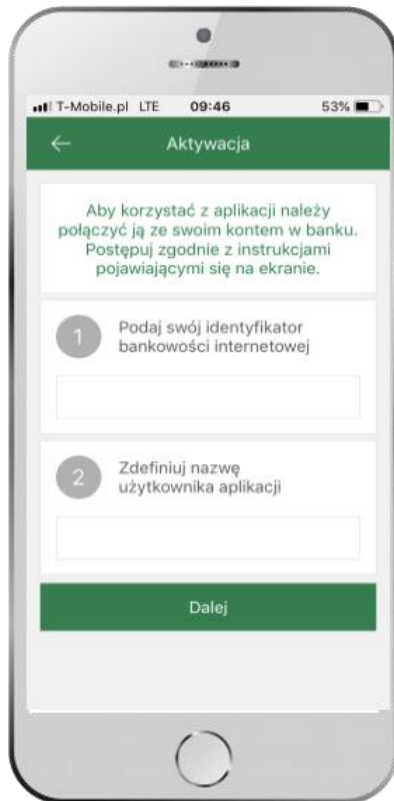 T-Mobile.pl LTE 09:46 53%
Aktywacja
Aby korzystać z aplikacji należy
połączyć ją ze swoim kontem w banku.
Postępuj zgodnie z instrukcjami
pojawiającymi się na ekranie.
1 Podaj swój identyfikator
bankowości internetowej
2 Zdefiniuj nazwę
użytkownika aplikacji
Dalej